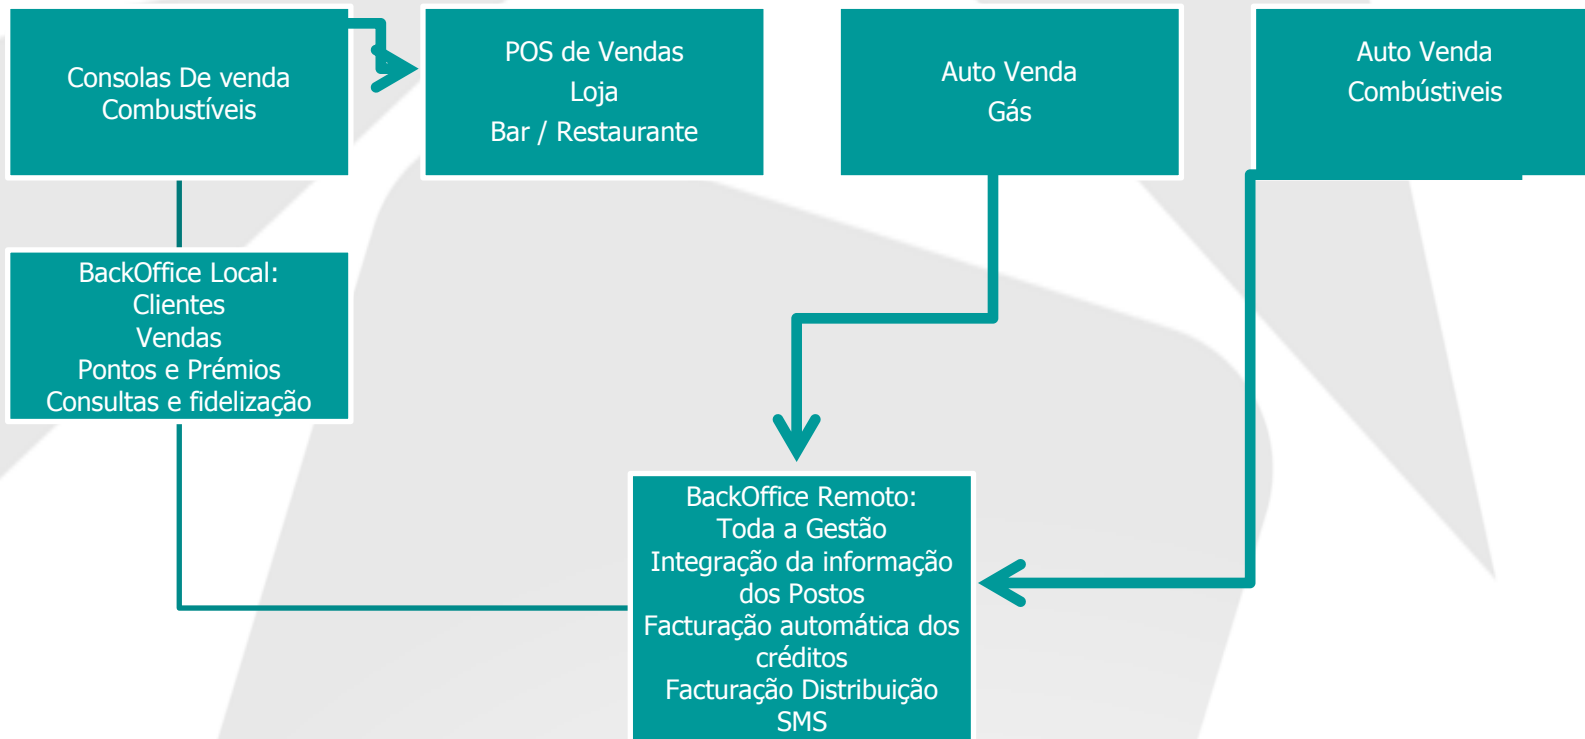 Consolas De venda
Combustíveis
POS de Vendas
Loja
Bar / Restaurante
Auto Venda
Gás
Auto Venda
Combústiveis
BackOffice Local:
Clientes
Vendas
Pontos e Prémios
Consultas e fidelização
BackOffice Remoto:
Toda a Gestão
Integração da informação
dos Postos
Facturação automática dos
créditos
Facturação Distribuição
SMS